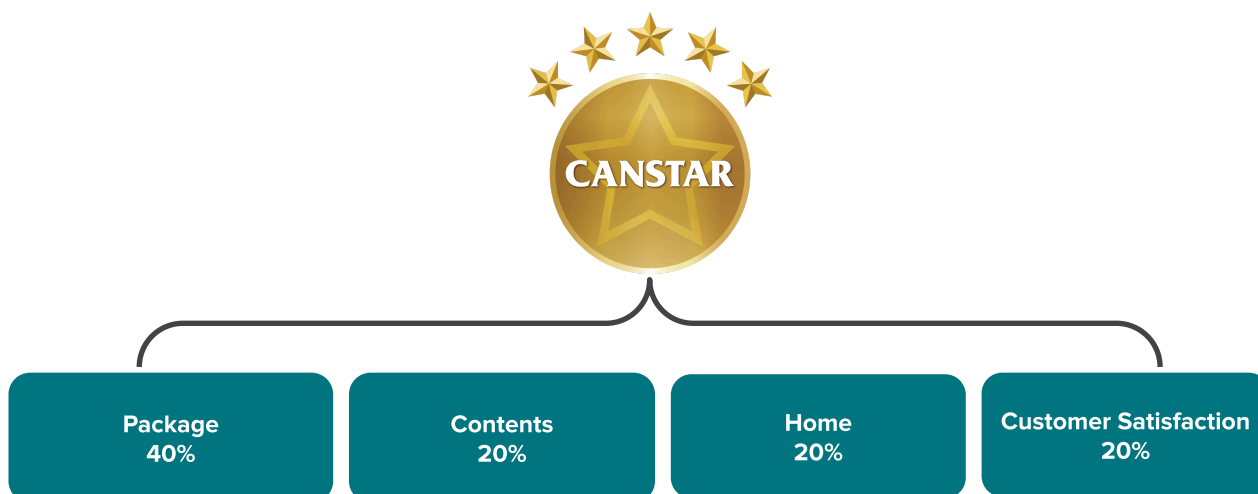 CANSTAR
Package
40%
Contents
20%
Home
20%
Customer Satisfaction
20%